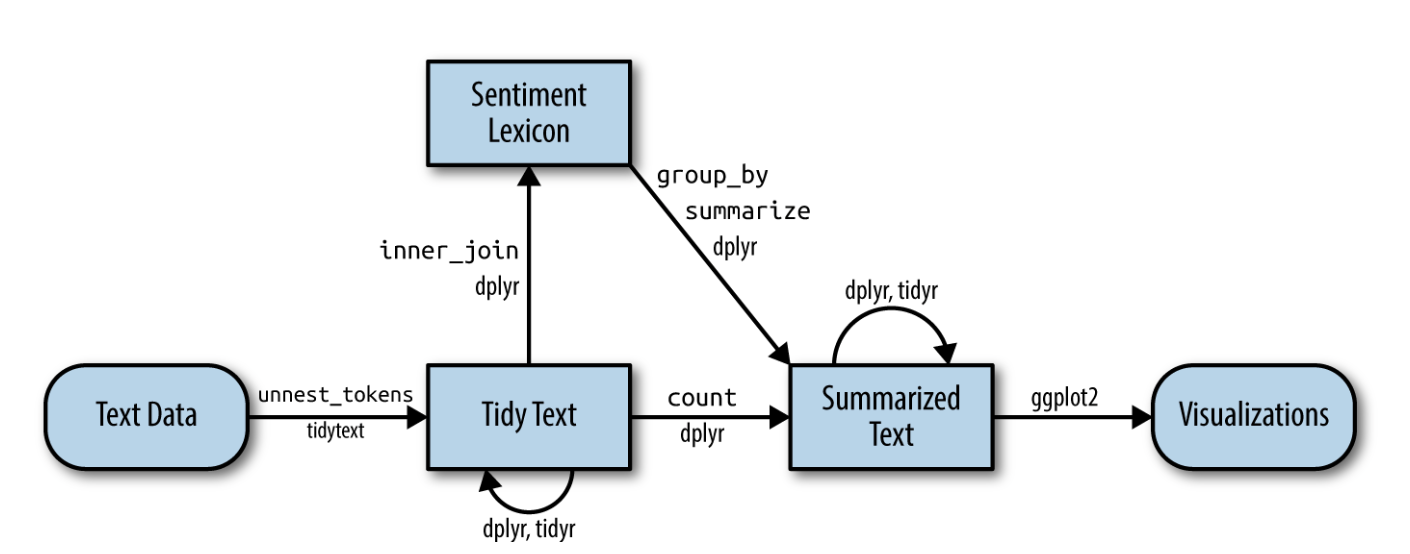 Sentiment
Lexicon
group_by
summarize
dplyr
inner_join
dplyr
dplyr, tidyr
Text Data
unnest_tokens
tidytext
Tidy Text
count
dplyr
Summarized
Text
ggplot2
Visualizations
dplyr, tidyr